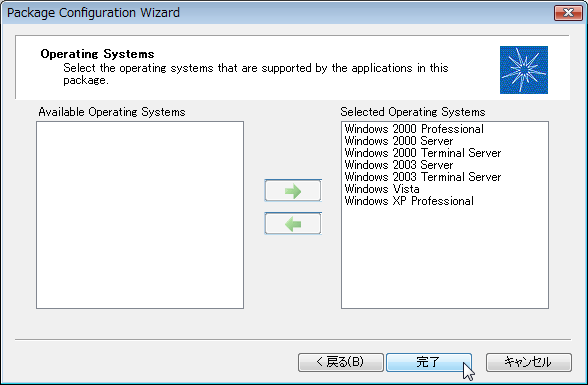 Package Configuration Wizard
Operating Systems
Select the operating systems that are supported by the applications in this
package.
Available Operating Systems
Selected Operating Systems
Windows 2000 Professional
Windows 2000 Server
Windows 2000 Terminal Server
Windows 2003 Server
Windows 2003 Terminal Server
Windows Vista
Windows XP Professional
< 戻る(B)
完了
キャンセル